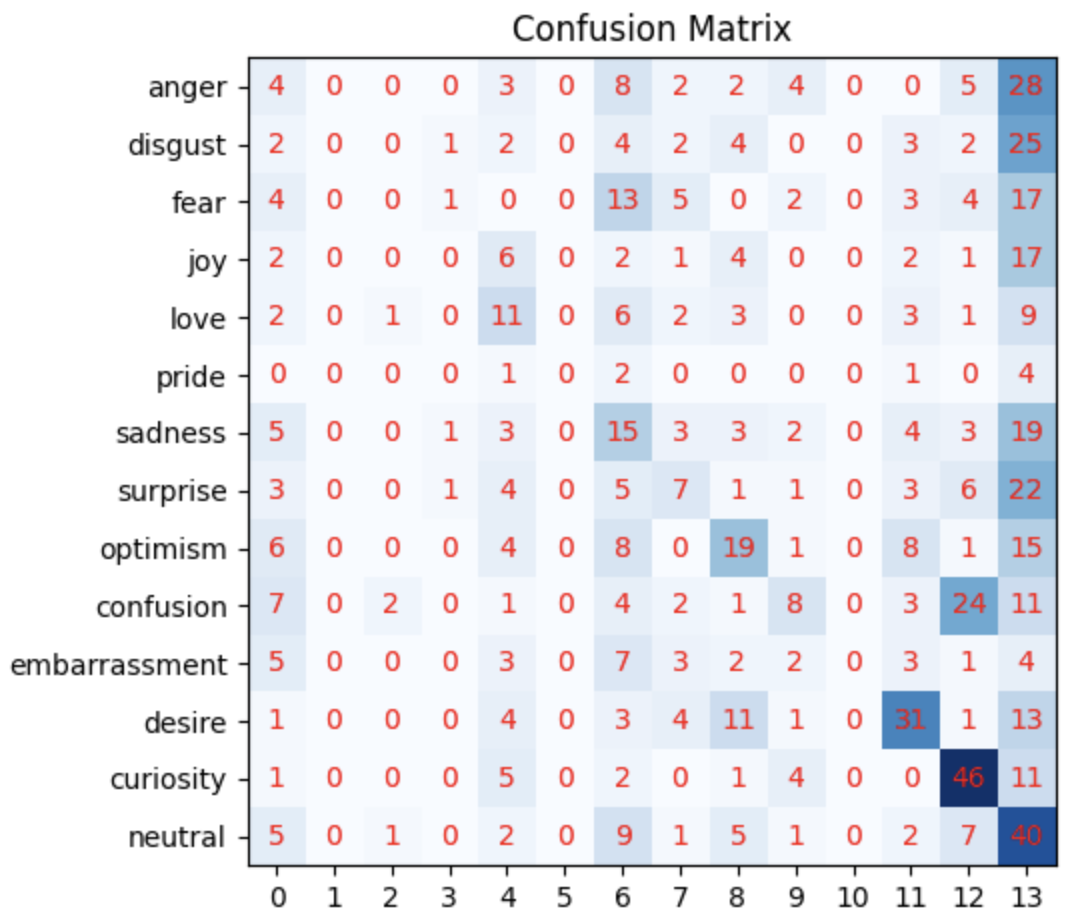 Confusion Matrix
anger 4 0 0 0 3 0 8 2 2 4 0 0 5 28
disgust 2 0 0 1 2 0 4 2 4 0 0 3 2 25
fear 4 0 0 1 0 0 13 5 0 2 0 3 4 17
joy 2 0 0 0 6 0 2 1 4 0 0 2 1 17
love 2 0 1 0 11 0 6 2 3 0 0 3 1 9
pride 0 0 0 0 1 0 2 0 0 0 0 1 0 4
sadness 5 0 0 1 3 0 15 3 3 2 0 4 3 19
surprise 3 0 0 1 4 0 5 7 1 1 0 3 6 22
optimism 6 0 0 0 4 0 8 0 19 1 0 8 1 15
confusion 7 0 2 0 1 0 4 2 1 8 0 3 24 11
embarrassment 5 0 0 0 3 0 7 3 2 2 0 3 1 4
desire 1 0 0 0 4 0 3 4 11 1 0 31 1 13
curiosity 1 0 0 0 5 0 2 0 1 4 0 0 46 11
neutral 5 0 1 0 2 0 9 1 5 1 0 2 7 40
0 1 2 3 4 5 6 7 8 9 10 11 12 13